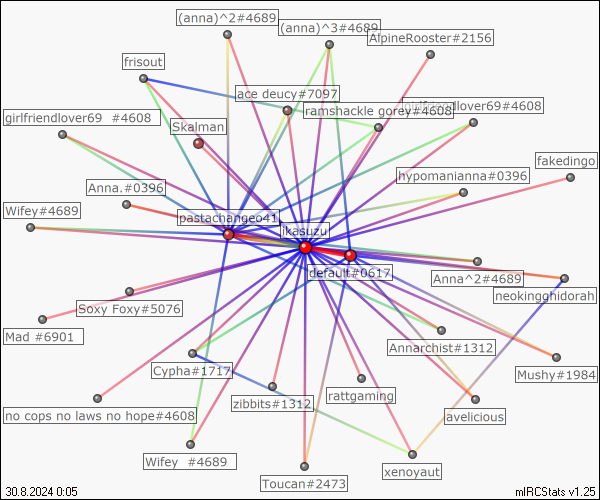 (anna)^2#4689
(anna)^3#4689
AlpineRooster#2156
frisout
ace deucy#7097
ramshackle gorey#4608
girlfriendlover69#4608
girlfriendlover69 #4608
Skalman
fakedingo
hypomanianna#0396
Anna.#0396
Wifey#4689
pastachangeo41
ikasuzu
default#0617
Anna^2#4689
neokingghidorah
Soxy Foxy#5076
Mad #6901
Annarchist#1312
Cypha#1717
Mushy#1984
rattgaming
zibbits#1312
no cops no laws no hope#4608
avelicious
Wifey #4689
xenoyaut
Toucan#2473
30.8.2024 0:05
mIRCStats v1.25